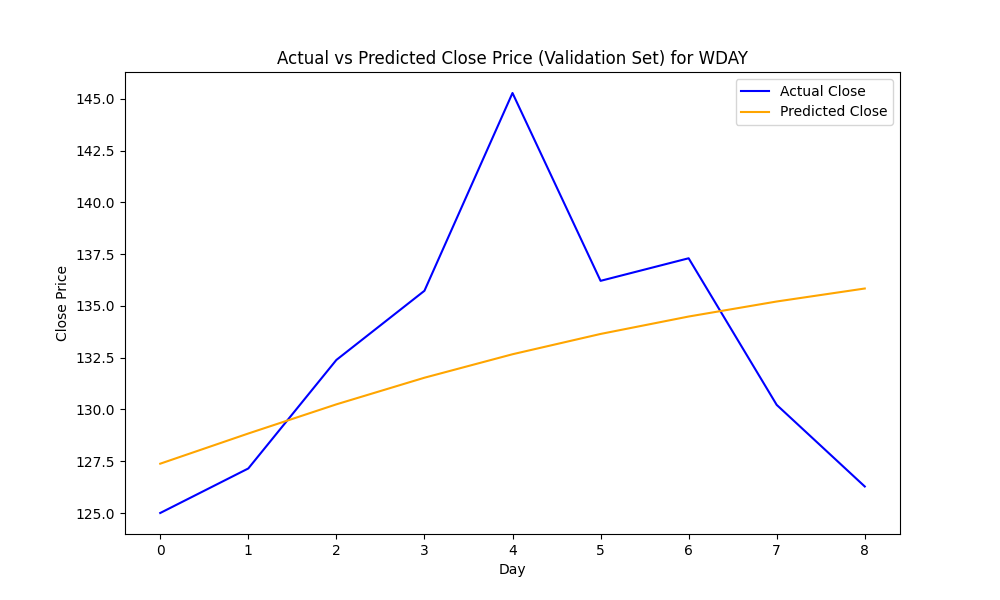 Actual vs Predicted Close Price (Validation Set) for WDAY
Actual Close
Predicted Close
Close Price
145.0
142.5
140.0
137.5
135.0
132.5
130.0
127.5
125.0
0 1 2 3 4 5 6 7 8
Day